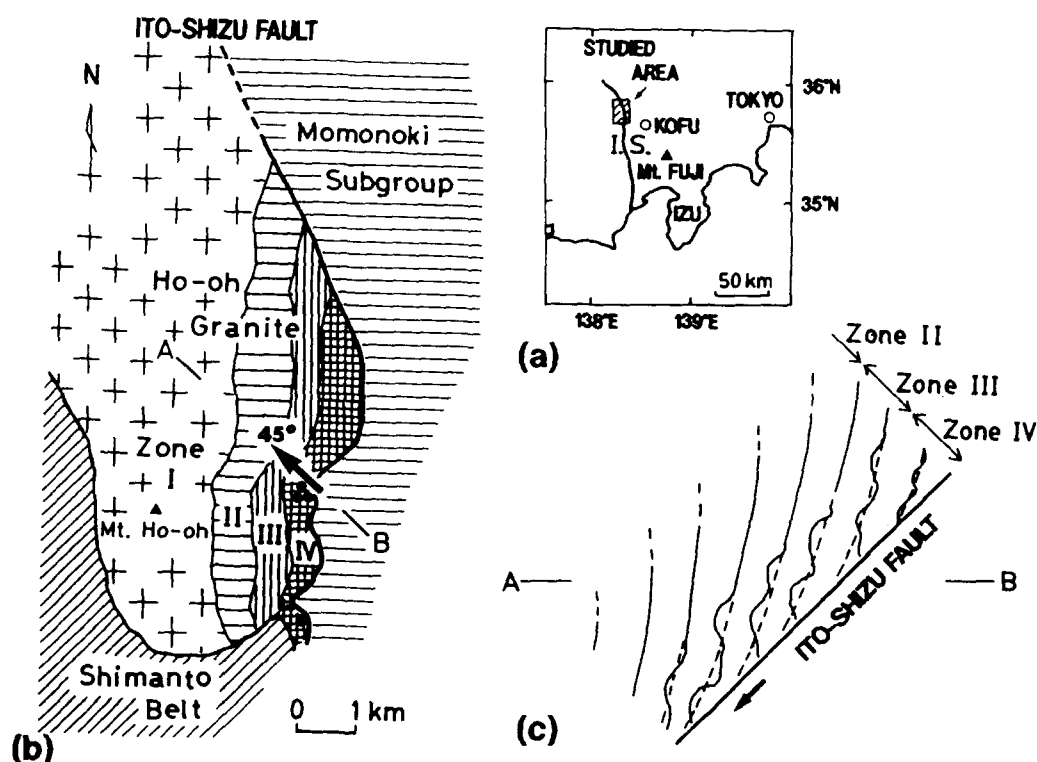 ITO-SHIZU FAULT
N
Momonoki
Subgroup
Ho-oh
Granite
A
45°
Zone
I
Mt. Ho-oh
II
III
IV
B
Shimanto
Belt
0 1 km
(b)
STUDIED
AREA
36°N
TOKYO
KOFU
I.S.
Mt. FUJI
35°N
IZU
50 km
138°E 139°E
(a)
Zone II
Zone III
Zone IV
A
B
ITO-SHIZU FAULT
(c)